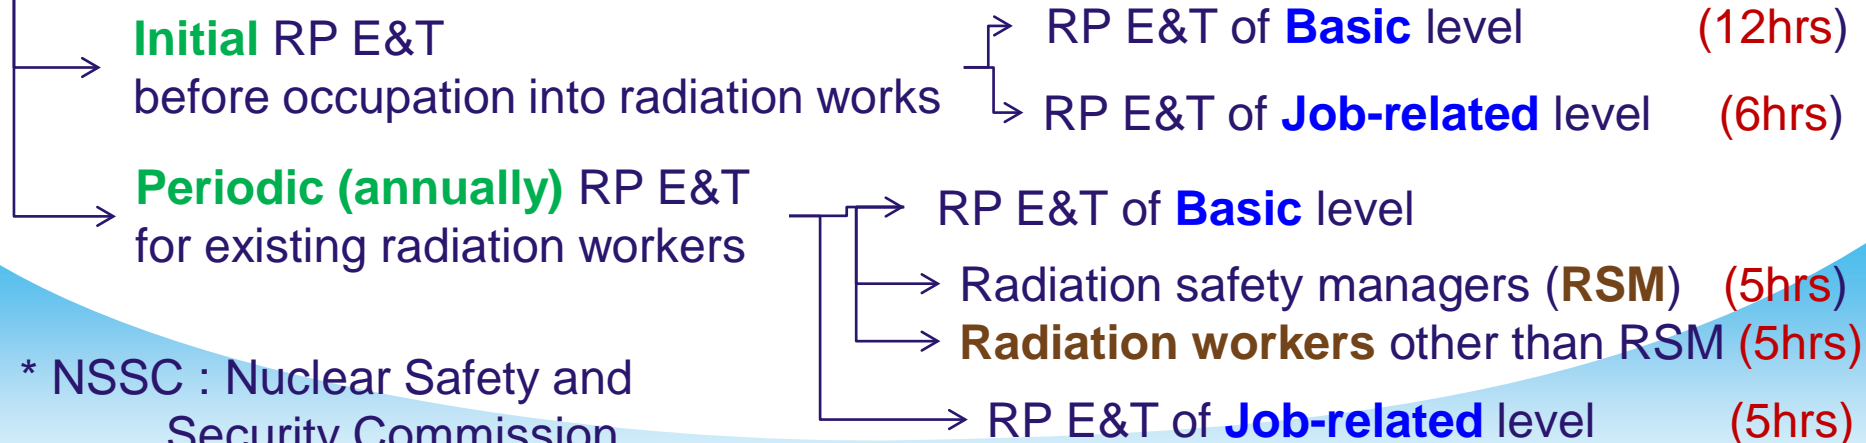 Initial RP E&T
before occupation into radiation works
RP E&T of Basic level (12hrs)
RP E&T of Job-related level (6hrs)
Periodic (annually) RP E&T
for existing radiation workers
RP E&T of Basic level
Radiation safety managers (RSM) (5hrs)
Radiation workers other than RSM (5hrs)
RP E&T of Job-related level (5hrs)
* NSSC : Nuclear Safety and
Security Commission